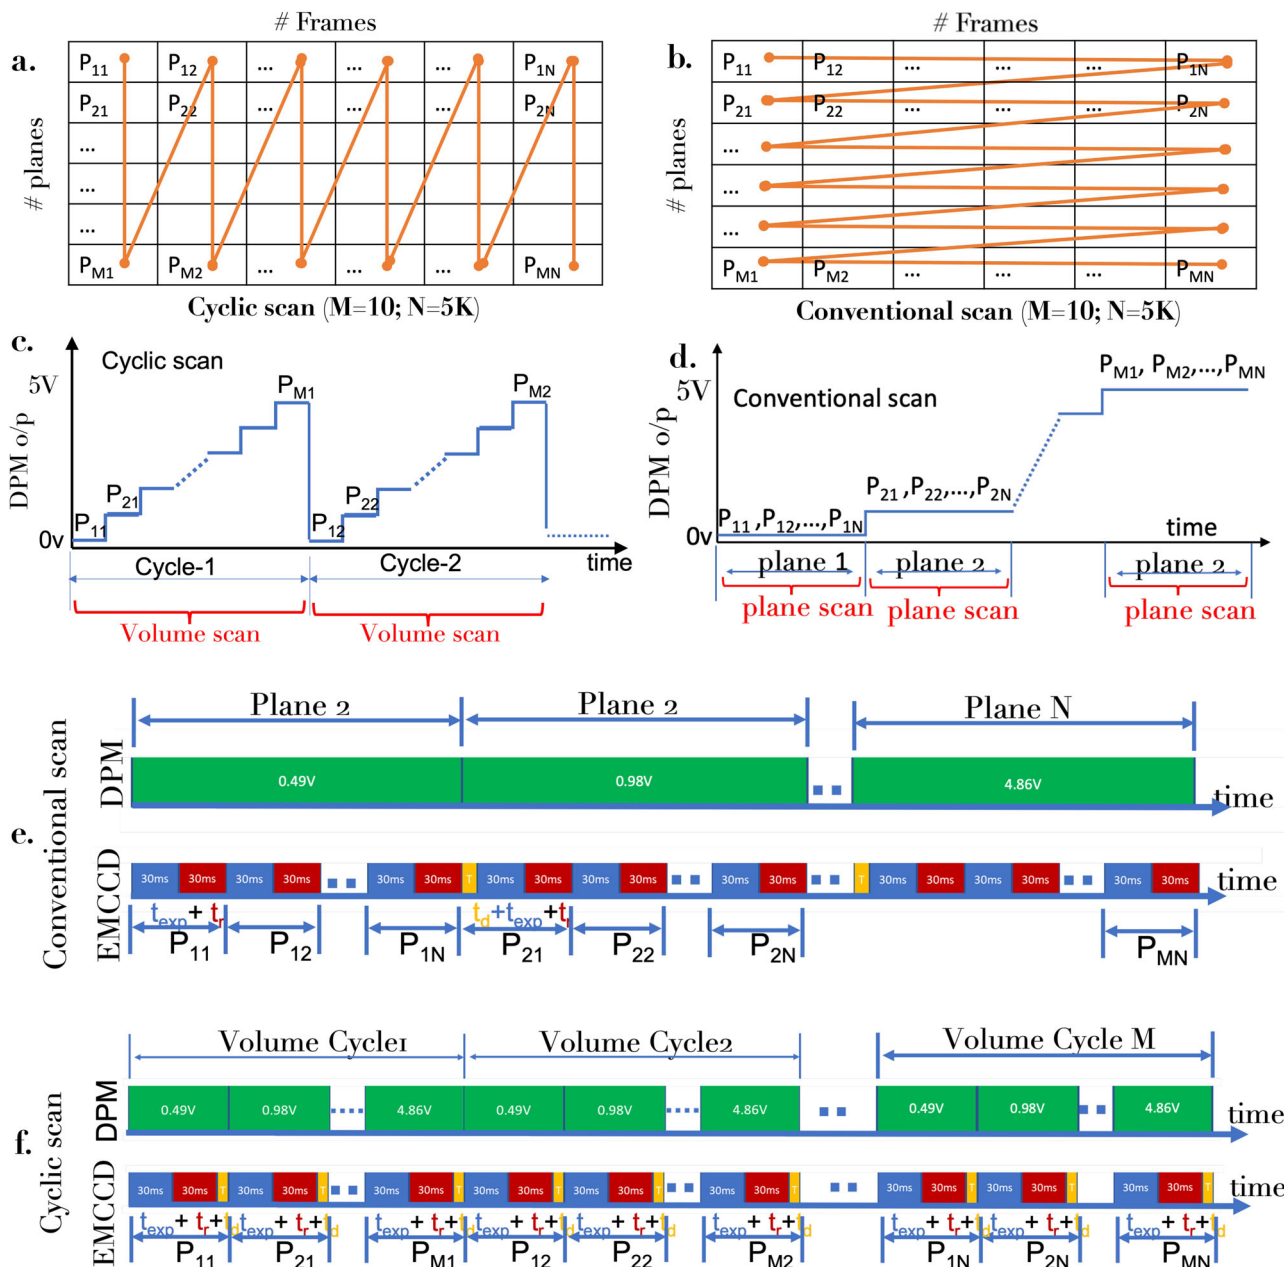 # Frames
a.
# planes
P11 P12 ... ... ... P1N
P21 P22 ... ... ... P2N
...
...
...
PM1 PM2 ... ... ... PMN
Cyclic scan (M=10; N=5K)
# Frames
b.
# planes
P11 P12 ... ... ... P1N
P21 P22 ... ... ... P2N
...
...
...
PM1 PM2 ... ... ... PMN
Conventional scan (M=10; N=5K)
c.
Cyclic scan
5V
DPM o/p
0v
P11 P21 PM1 P12 P22 PM2
time
Cycle-1 Cycle-2
Volume scan Volume scan
d.
Conventional scan
5V
DPM o/p
0v
P11 ,P12,...,P1N
P21 ,P22,...,P2N
PM1, PM2,...,PMN
time
plane 1 plane 2 plane 2
plane scan plane scan plane scan
e.
Conventional scan
Plane 2 Plane 2 Plane N
DPM
0.49V 0.98V 4.86V
time
EMCCD
30ms 30ms 30ms 30ms 30ms 30ms T 30ms 30ms 30ms 30ms 30ms 30ms T 30ms 30ms 30ms 30ms 30ms 30ms
time
texp+ tr td+texp+tr
P11 P12 P1N P21 P22 P2N PMN
f.
Cyclic scan
Volume Cycle1 Volume Cycle2 Volume Cycle M
DPM
0.49V 0.98V 4.86V 0.49V 0.98V 4.86V 0.49V 0.98V 4.86V
time
EMCCD
30ms 30ms T 30ms 30ms T 30ms 30ms T 30ms 30ms T 30ms 30ms T 30ms 30ms T 30ms 30ms T 30ms 30ms T 30ms 30ms T
time
texp+ tr+td texp+ tr+td texp+ tr+td texp+ tr+td texp+ tr+td texp+ tr+td texp+ tr+td texp+ tr+td texp+ tr+td
P11 P21 PM1 P12 P22 PM2 P1N P2N PMN